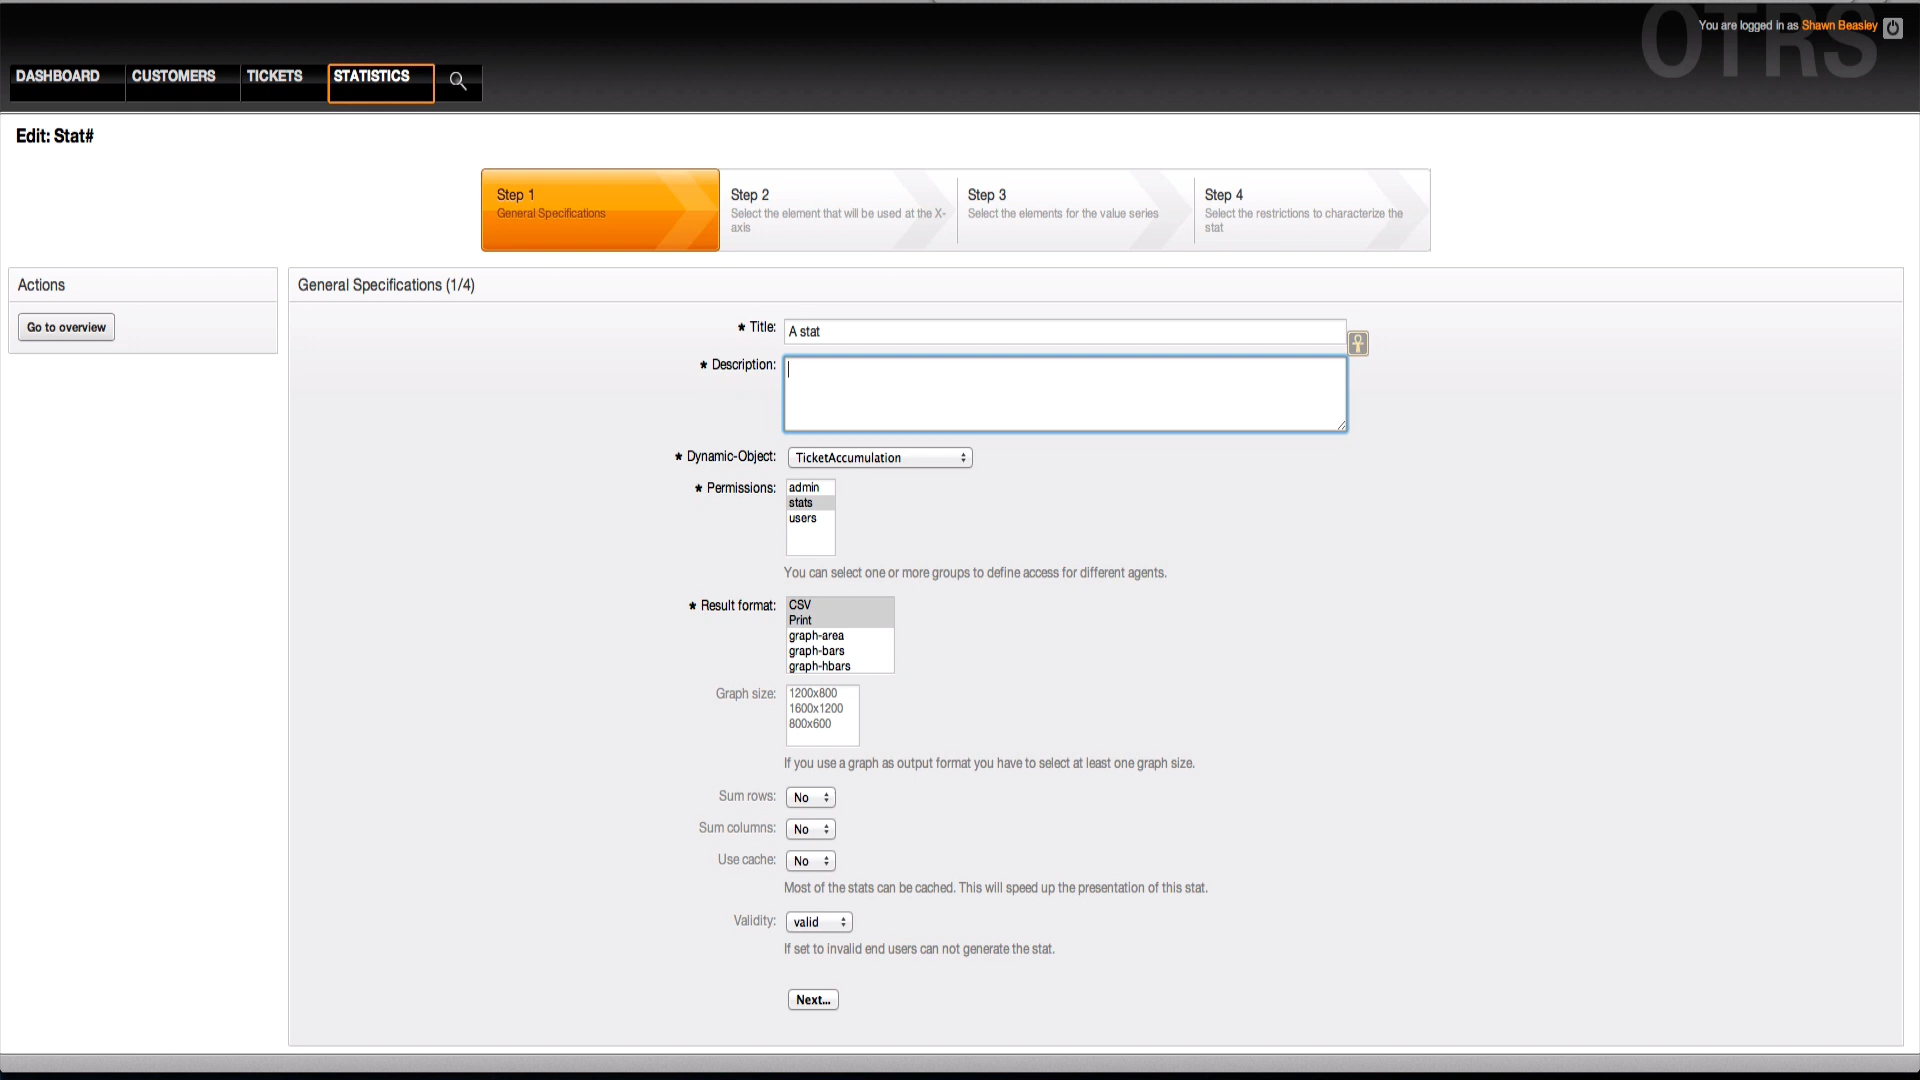 OTRS
You are logged in as Shawn Beasley
DASHBOARD CUSTOMERS TICKETS STATISTICS
Edit: Stat#
Step 1
General Specifications
Step 2
Select the element that will be used at the X-
axis
Step 3
Select the elements for the value series
Step 4
Select the restrictions to characterize the
stat
Actions
Go to overview
General Specifications (1/4)
* Title: A stat
* Description:
* Dynamic-Object: TicketAccumulation
* Permissions: admin
stats
users
You can select one or more groups to define access for different agents.
* Result format: CSV
Print
graph-area
graph-bars
graph-hbars
Graph size: 1200x800
1600x1200
800x600
If you use a graph as output format you have to select at least one graph size.
Sum rows: No
Sum columns: No
Use cache: No
Most of the stats can be cached. This will speed up the presentation of this stat.
Validity: valid
If set to invalid end users can not generate the stat.
Next...